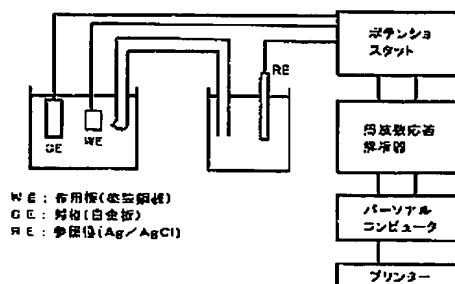 ポテンショ
スタット
RE
CE
WE
周波数応答
解析器
WE：作用極(塗装鋼板)
CE：対極(白金板)
RE：参照極(Ag/AgCl)
パーソナル
コンピュータ
プリンター